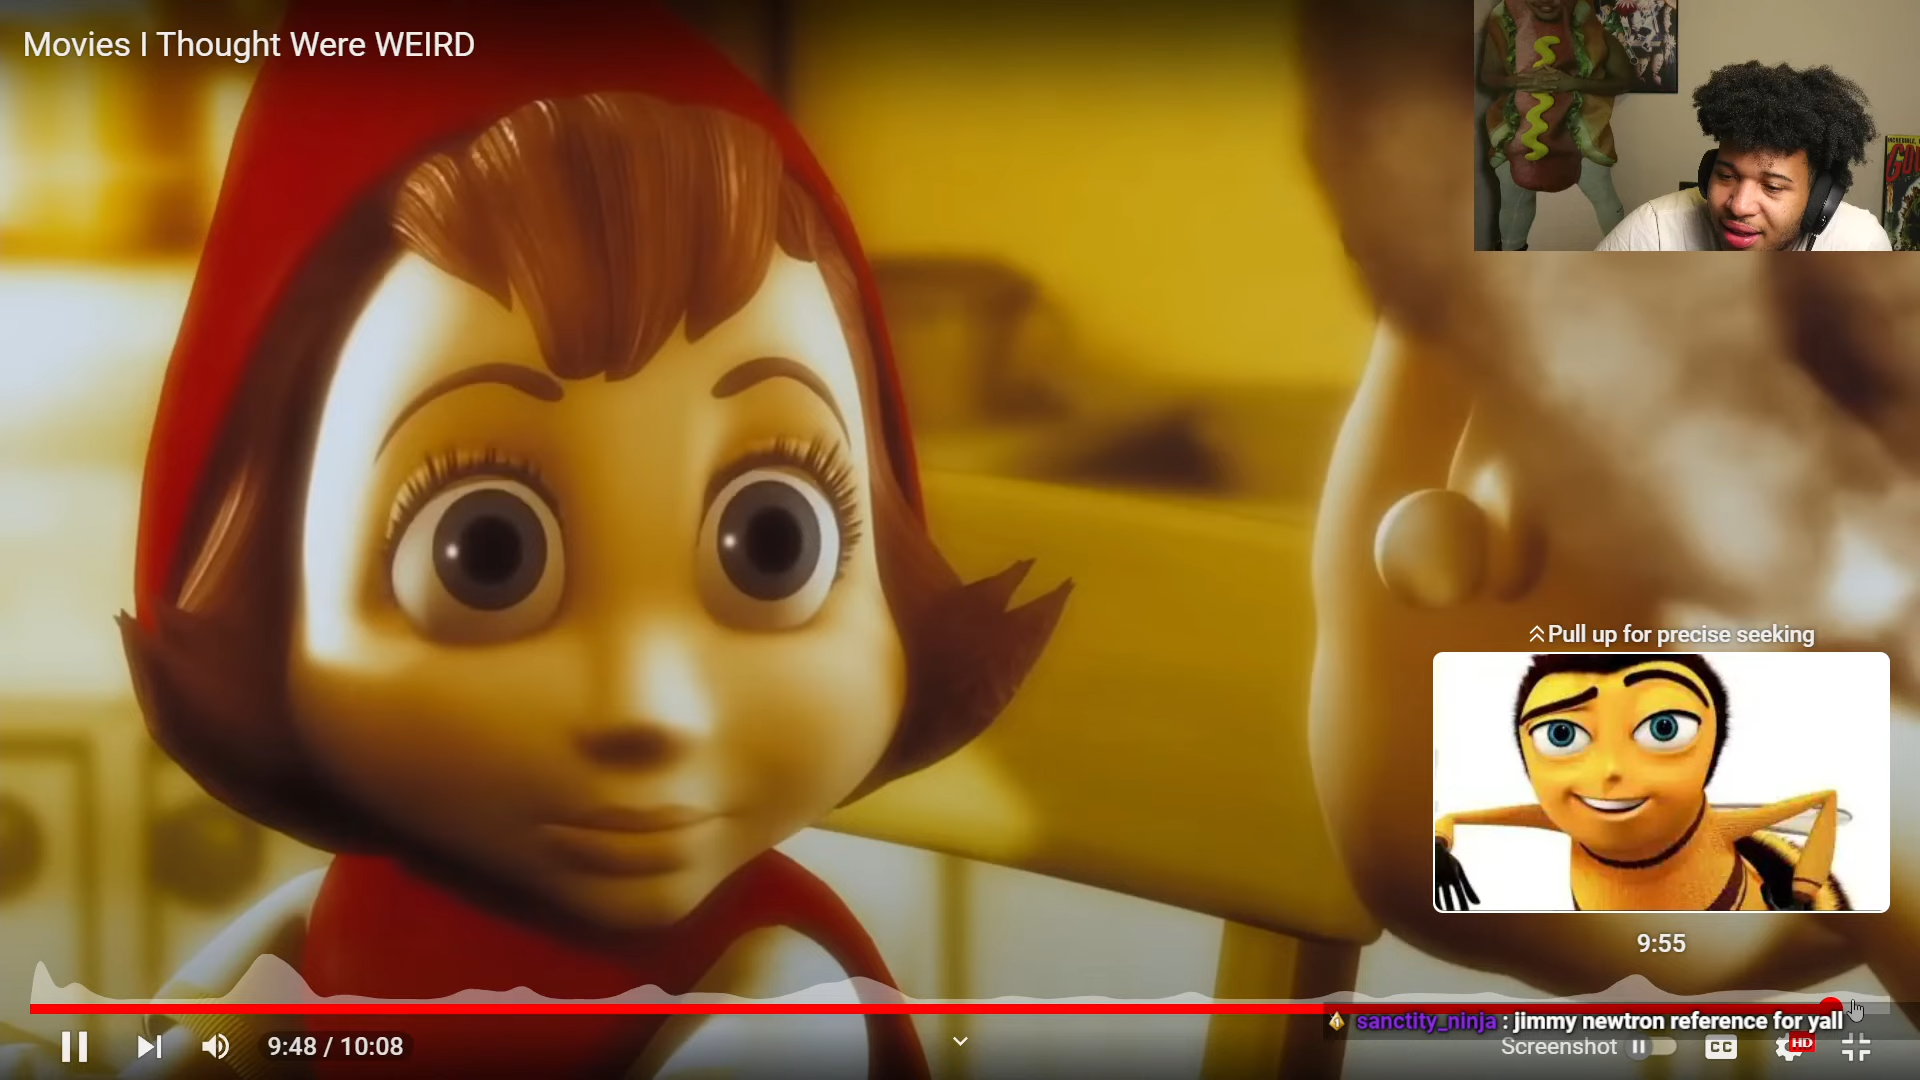 Movies I Thought Were WEIRD
Pull up for precise seeking
9:55
sanctity_ninja : jimmy newtron reference for yall
9:48 / 10:08
Screenshot
CC
HD